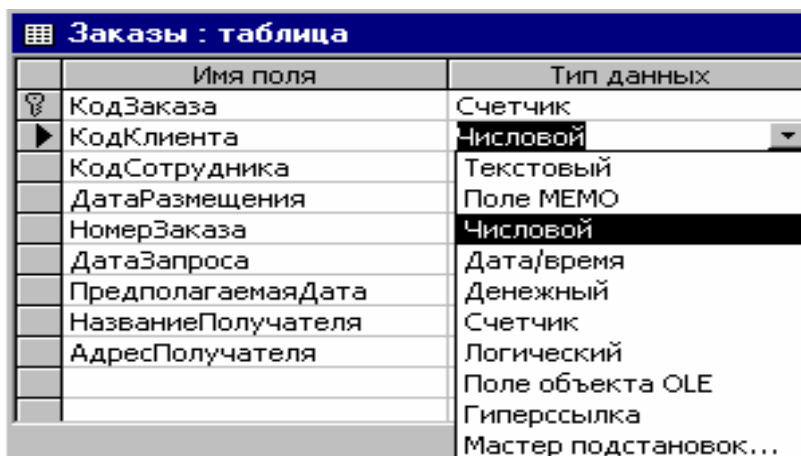 Заказы : таблица
Имя поля Тип данных
КодЗаказа Счетчик
КодКлиента Числовой
КодСотрудника Текстовый
ДатаРазмещения Поле MEMO
НомерЗаказа Числовой
ДатаЗапроса Дата/время
ПредполагаемаяДата Денежный
НазваниеПолучателя Счетчик
АдресПолучателя Логический
Поле объекта OLE
Гиперссылка
Мастер подстановок...